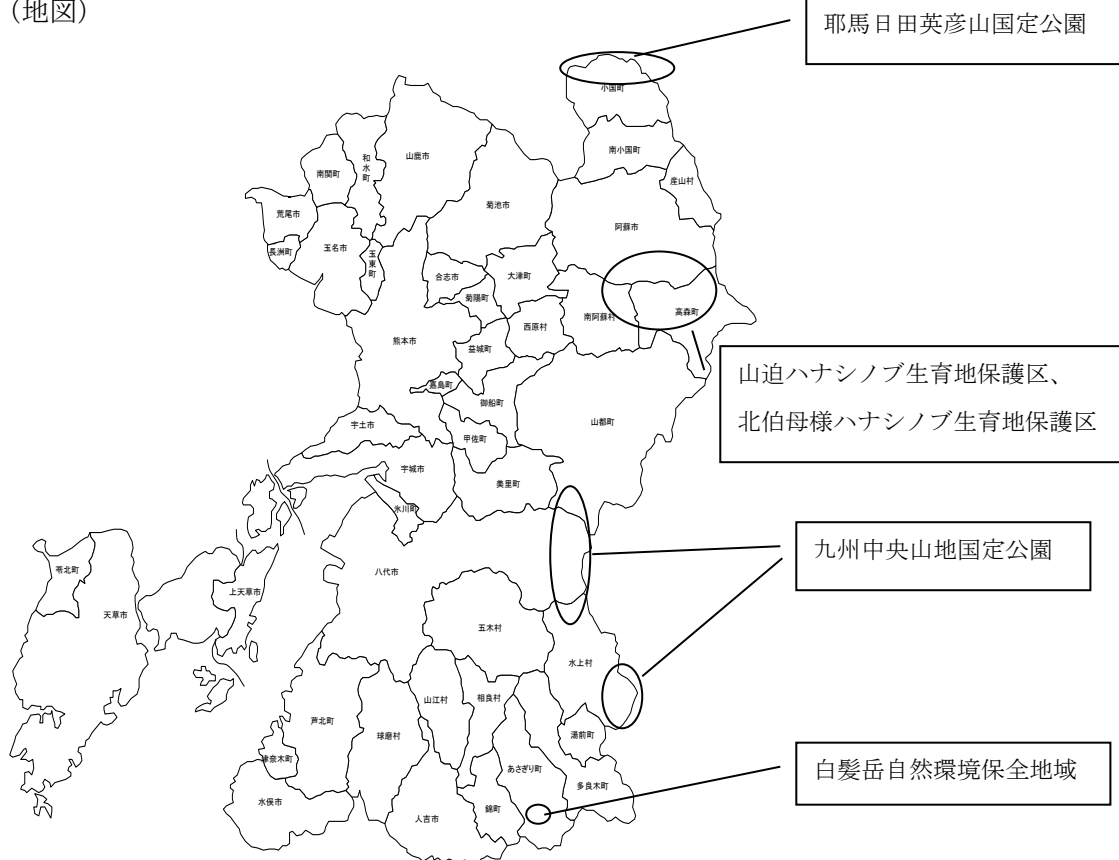 （地図）
耶馬日田英彦山国定公園
小国町
南小国町
産山村
和水町
山鹿市
南関町
菊池市
荒尾市
阿蘇市
長洲町
玉名市
玉東町
合志市
大津町
菊陽町
南阿蘇村
高森町
西原村
熊本市
益城町
山迫ハナシノブ生育地保護区、
北伯母様ハナシノブ生育地保護区
嘉島町
御船町
山都町
宇土市
甲佐町
宇城市
美里町
氷川町
九州中央山地国定公園
苓北町
八代市
上天草市
天草市
五木村
水上村
山江村
相良村
芦北町
球磨村
湯前町
津奈木町
あさぎり町
白髪岳自然環境保全地域
多良木町
水俣市
錦町
人吉市